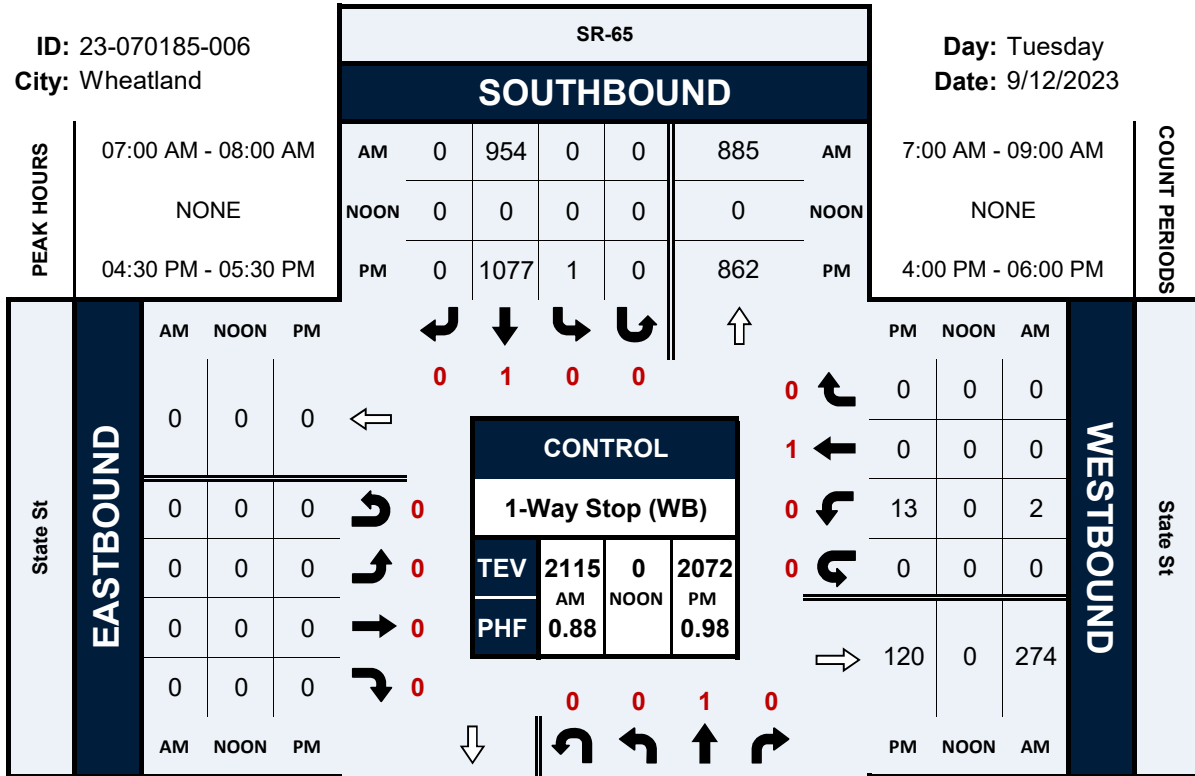 SR-65
ID: 23-070185-006
City: Wheatland
Day: Tuesday
Date: 9/12/2023
SOUTHBOUND
PEAK HOURS
07:00 AM - 08:00 AM
NONE
04:30 PM - 05:30 PM
AM 0 954 0 0 885 AM
NOON 0 0 0 0 0 NOON
PM 0 1077 1 0 862 PM
7:00 AM - 09:00 AM
NONE
4:00 PM - 06:00 PM
COUNT PERIODS
0 1 0 0
State St
EASTBOUND
AM NOON PM
0 0 0
0 0 0 0
0 0 0 0
0 0 0 0
0 0 0 0
AM NOON PM
CONTROL
1-Way Stop (WB)
TEV 2115 0 2072
AM NOON PM
PHF 0.88 0.98
PM NOON AM
0 0 0 0
1 0 0 0
0 13 0 2
0 0 0 0
120 0 274
PM NOON AM
WESTBOUND
State St
0 0 1 0